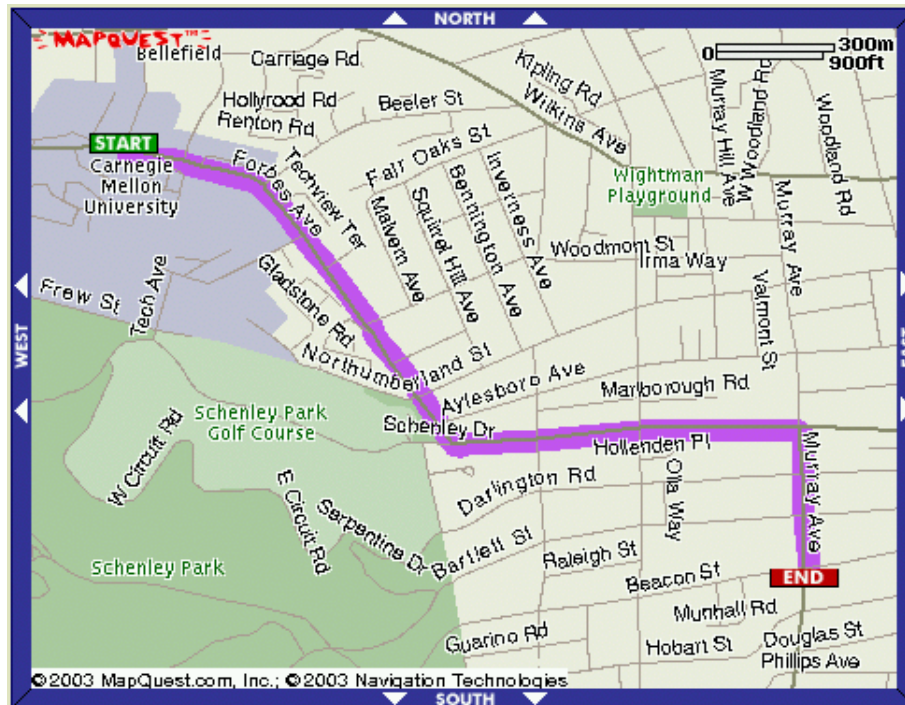 NORTH
MAPQUEST™
Bellefield
Carriage Rd
Kipling Rd
0 300m
900ft
Hollyrood Rd
Renton Rd
Beeler St
Wilkins Ave
Murray Hill Ave
Woodland Rd
Woodland Rd
START
Carnegie
Mellon
University
Forbes Ave
Techview Ter
Fair Oaks St
Malvern Ave
Squirrel Hill Ave
Bennington Ave
Inverness Ave
Wightman
Playground
Murray Ave
Woodmont St
Irma Way
Valmont St
Frew St
Tech Ave
Gladstone Rd
Northumberland St
WEST
EAST
Aylesboro Ave
Marlborough Rd
Schenley Park
Golf Course
Schenley Dr
Hollenden Pl
Murray Ave
W Circuit Rd
E Circuit Rd
Serpentine Dr
Darlington Rd
Olla Way
Bartlett St
Raleigh St
Schenley Park
Beacon St
END
Munhall Rd
Guarino Rd
Hobart St
Douglas St
Phillips Ave
©2003 MapQuest.com, Inc.; ©2003 Navigation Technologies
SOUTH